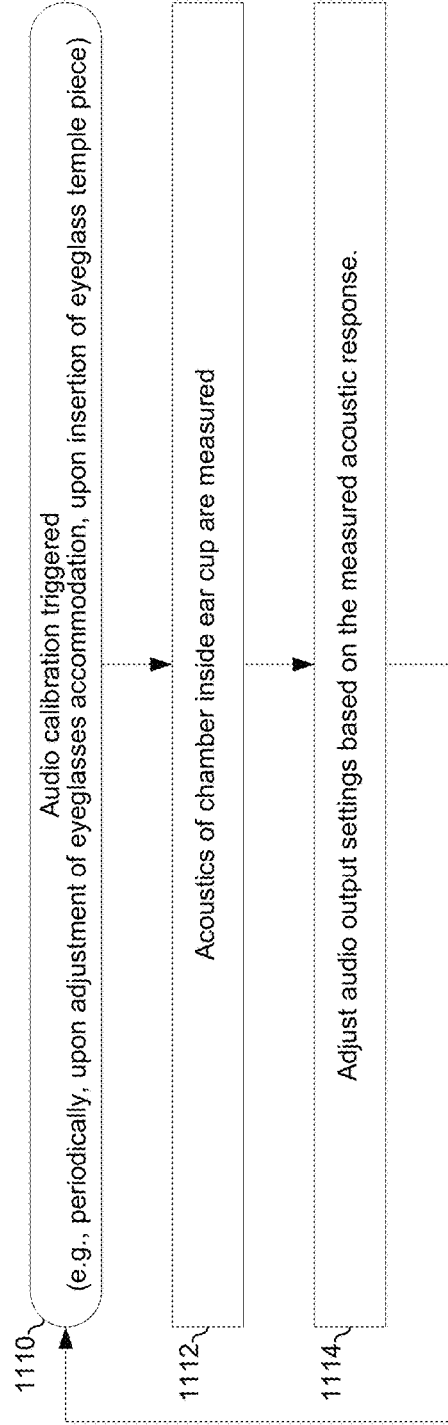 1110
Audio calibration triggered
(e.g., periodically, upon adjustment of eyeglasses accommodation, upon insertion of eyeglass temple piece)
1112
Acoustics of chamber inside ear cup are measured
1114
Adjust audio output settings based on the measured acoustic response.